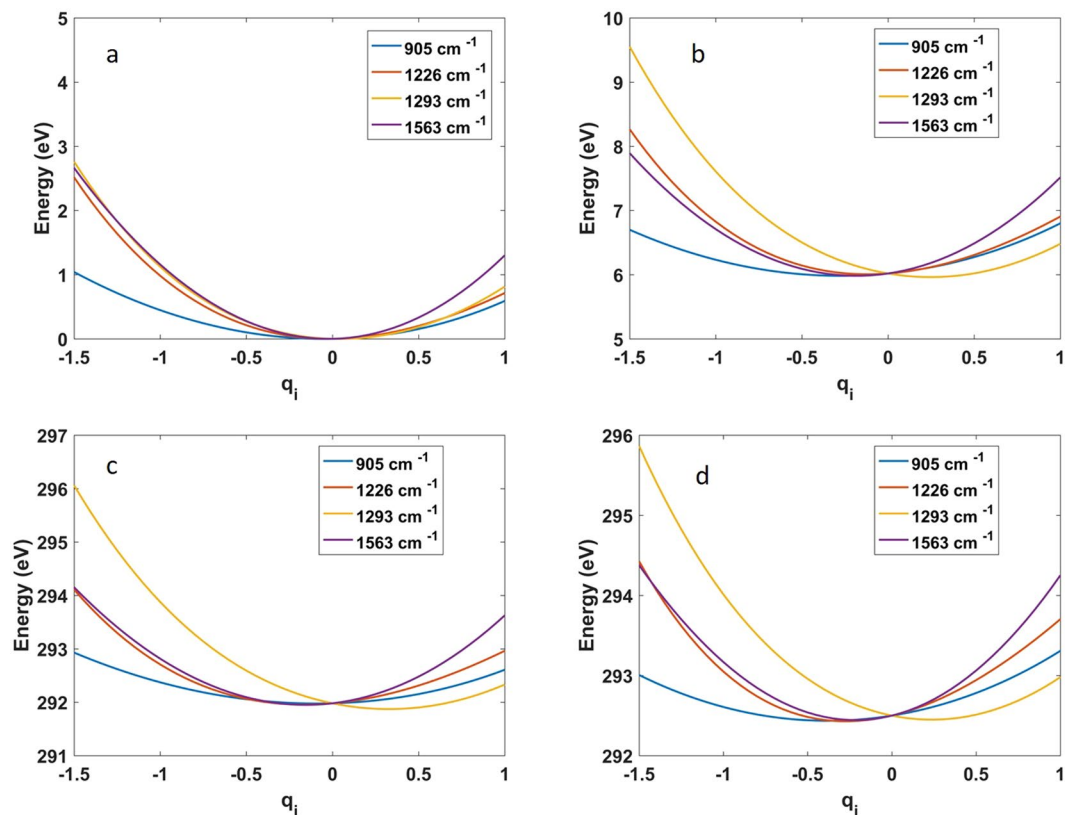 a
5
4
3
2
1
0
Energy (eV)
905 cm -1
1226 cm -1
1293 cm -1
1563 cm -1
-1.5 -1 -0.5 0 0.5 1
qi
b
10
9
8
7
6
5
Energy (eV)
905 cm -1
1226 cm -1
1293 cm -1
1563 cm -1
-1.5 -1 -0.5 0 0.5 1
qi
c
297
296
295
294
293
292
291
Energy (eV)
905 cm -1
1226 cm -1
1293 cm -1
1563 cm -1
-1.5 -1 -0.5 0 0.5 1
qi
d
296
295
294
293
292
Energy (eV)
905 cm -1
1226 cm -1
1293 cm -1
1563 cm -1
-1.5 -1 -0.5 0 0.5 1
qi